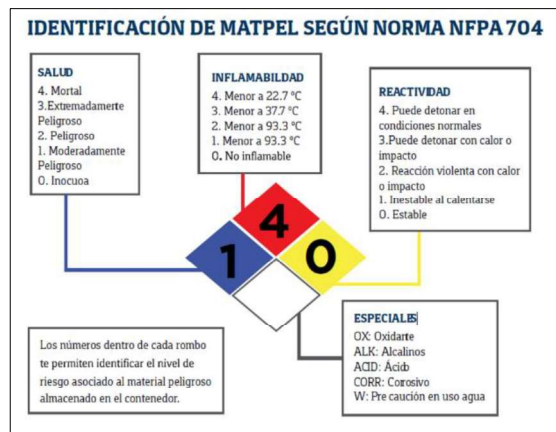 IDENTIFICACIÓN DE MATPEL SEGÚN NORMA NFPA 704
SALUD
4. Mortal
3.Extremadamente
Peligroso
2. Peligroso
1. Moderadamente
Peligroso
0. Inocuoa
INFLAMABILDAD
4. Menor a 22.7 °C
3. Menor a 37.7 °C
2. Menor a 93.3 °C
1. Menor a 93.3 °C
0. No inflamable
REACTIVIDAD
4. Puede detonar en
condiciones normales
3.Puede detonar con calor o
impacto
2. Reacción violenta con calor
o impacto
1. Inestable al calentarse
0. Estable
4
1
0
Los números dentro de cada rombo
te permiten identificar el nivel de
riesgo asociado al material peligroso
almacenado en el contenedor.
ESPECIALES
OX: Oxidante
ALK: Alcalinos
ACID: Ácido
CORR: Corrosivo
W: Pre caución en uso agua